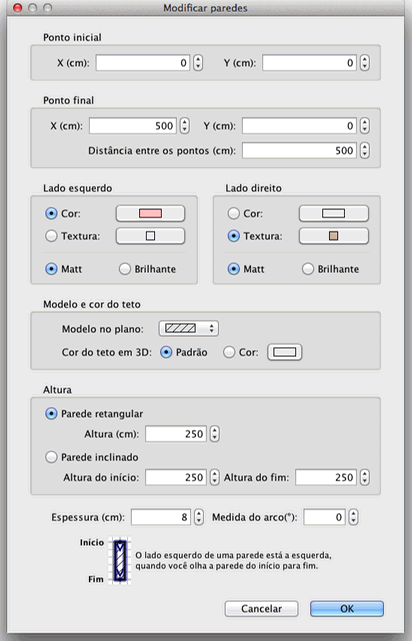 Modificar paredes
Ponto inicial
X (cm): 0 Y (cm): 0
Ponto final
X (cm): 500 Y (cm): 0
Distância entre os pontos (cm): 500
Lado esquerdo Lado direito
Cor: Cor:
Textura: Textura:
Matt Brilhante Matt Brilhante
Modelo e cor do teto
Modelo no plano:
Cor do teto em 3D: Padrão Cor:
Altura
Parede retangular
Altura (cm): 250
Parede inclinado
Altura do início: 250 Altura do fim: 250
Espessura (cm): 8 Medida do arco(°): 0
Início
O lado esquerdo de uma parede está a esquerda,
quando você olha a parede do início para fim.
Fim
Cancelar OK